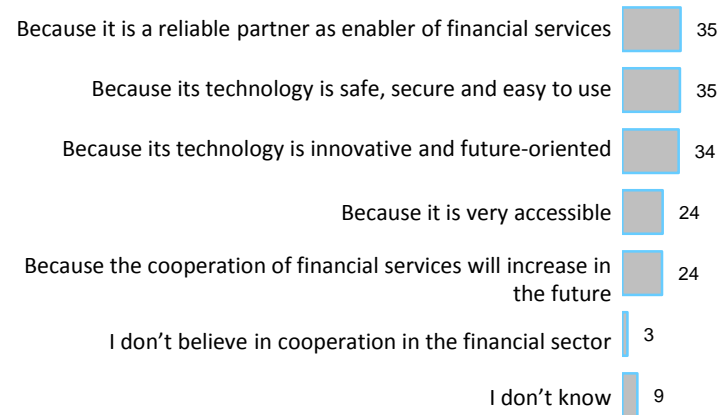 Because it is a reliable partner as enabler of financial services 35
Because its technology is safe, secure and easy to use 35
Because its technology is innovative and future-oriented 34
Because it is very accessible 24
Because the cooperation of financial services will increase in
the future 24
I don’t believe in cooperation in the financial sector 3
I don’t know 9